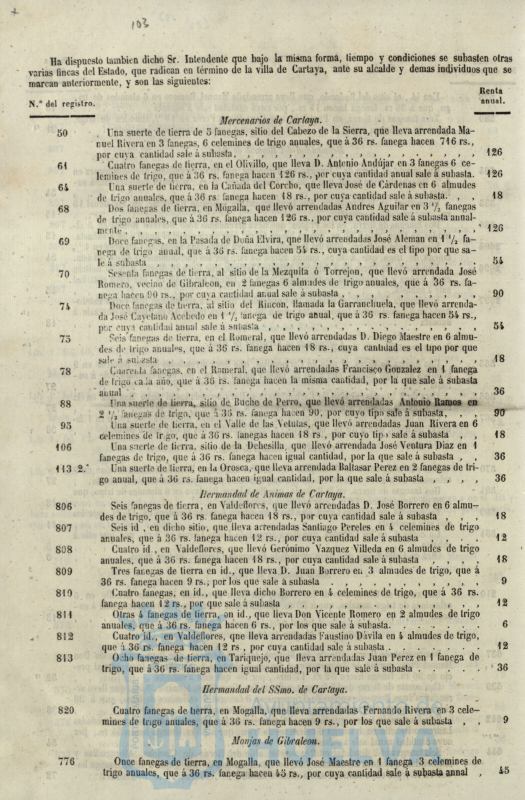 103
Ha dispuesto tambien dicho Sr. Intendente que bajo la misma forma, tiempo y condiciones se subasten otras
varias fincas del Estado, que radican en término de la villa de Cartaya, ante su alcalde y demas individuos que se
marcan anteriormente, y son las siguientes:
N.º del registro. Renta anual.
Mercenarios de Cartaya.
50 Una suerte de tierra de 5 fanegas, sitio del Cabezo de la Sierra, que lleva arrendada Ma-
nuel Rivera en 3 fanegas, 6 celemines de trigo anuales, que á 36 rs. fanega hacen 716 rs.,
por cuya cantidad sale á subasta, 126
61 Cuatro fanegas de tierra, en el Olivillo, que lleva D. Antonio Andújar en 3 fanegas 6 ce-
lemines de trigo, que á 36 rs. fanega hacen 126 rs., por cuya cantidad anual sale á subasta. 126
64 Una suerte de tierra, en la Cañada del Corcho, que lleva José de Cárdenas en 6 almudes
de trigo anuales, que á 36 rs. fanega hacen 18 rs., por cuya cantidad sale á subasta. 18
68 Dos fanegas de tierra, en Mogalla, que llevó arrendadas Andres Aguilar en 3 1/2 fanegas
de trigo anuales, que á 36 rs. fanega hacen 126 rs., por cuya cantidad sale á subasta anual-
mente , 126
69 Doce fanegas, en la Pasada de Doña Elvira, que llevó arrendadas José Aleman en 1 1/2 fa-
nega de trigo anual, que á 36 rs. fanega hacen 54 rs., cuya cantidad es el tipo por que sa-
le á subasta , 54
70 Sesenta fanegas de tierra, al sitio de la Mezquita ó Torrejon, que llevó arrendada José
Romero, vecino de Gibraleon, en 2 fanegas 6 almudes de trigo anuales, que á 36 rs. fa-
nega hacen 90 rs., por cuya cantidad anual sale á subasta , 90
74 Doce fanegas de tierra, al sitio del Rincon, llamada la Garranchuela, que llevó arrenda-
da José Cayetano Acebedo en 1 1/2 fanega de trigo anual, que á 36 rs. fanega hacen 54 rs.,
por cuya cantidad anual sale á subasta , 54
75 Seis fanegas de tierra, en el Romeral, que llevó arrendadas D. Diego Maestre en 6 almu-
des de trigo anuales, que á 36 rs. fanega hacen 18 rs., cuya cantidad es el tipo por que
sale á subasta , 18
78 Cuarenta fanegas, en el Romeral, que llevó arrendadas Francisco Gonzalez en 1 fanega
de trigo cada año, que á 36 rs. fanega hacen la misma cantidad, por la que sale á subasta
anual , 36
88 Una suerte de tierra, sitio de Buche de Perro, que llevó arrendadas Antonio Ramos en
2 1/2 fanegas de trigo, que á 36 rs. fanega hacen 90, por cuyo tipo sale á subasta, 90
95 Una suerte de tierra, en el Valle de las Vetutas, que llevó arrendadas Juan Rivera en 6
celemines de trigo, que á 36 rs. fanegas hacen 18 rs., por cuyo tipo sale á subasta , 18
106 Una suerte de tierra, sitio de la Dehesilla, que llevó arrendada José Ventura Diaz en 1
fanegas de trigo, que á 36 rs. fanega hacen igual cantidad, por la que sale á subasta , 36
113 2.º Una suerte de tierra, en la Orosca, que lleva arrendada Baltasar Perez en 2 fanegas de tri-
go anual, que á 36 rs. fanega hacen igual cantidad, por la que sale á subasta , 36
Hermandad de Animas de Cartaya.
806 Seis fanegas de tierra, en Valdeflores, que llevó arrendadas D. José Borrero en 6 almu-
des de trigo, que á 36 rs. fanega hacen 18 rs., por cuya cantidad sale á subasta , 18
807 Seis id., en dicho sitio, que lleva arrendadas Santiago Pereles en 4 celemines de trigo
anuales, que á 36 rs. fanega hacen 12 rs., por cuya cantidad sale á subasta , 12
808 Cuatro id., en Valdeflores, que llevó Gerónimo Vazquez Villeda en 6 almudes de trigo
anuales, que á 36 rs. fanega hacen 18 rs., por cuya cantidad sale á subasta , 18
809 Tres fanegas de tierra en id., que lleva D. Juan Borrero en 3 almudes de trigo, que á
36 rs. fanega hacen 9 rs., por los que sale á subasta 9
810 Cuatro fanegas, en id., que lleva dicho Borrero en 4 celemines de trigo, que á 36 rs.
fanega hacen 12 rs., por que sale á subasta , 12
811 Otras 4 fanegas de tierra, en id., que lleva Don Vicente Romero en 2 almudes de trigo
anuales, que á 36 rs. fanega hacen 6 rs., por los que sale á subasta. 6
812 Cuatro id., en Valdeflores, que lleva arrendadas Faustino Dávila en 4 almudes de trigo,
que á 36 rs. fanega hacen 12 rs., por cuya cantidad sale á subasta . 12
813 Ocho fanegas de tierra, en Tariquejo, que lleva arrendadas Juan Perez en 1 fanega de
trigo, que á 36 rs. fanega hacen igual cantidad, por la que sale á subasta . 36
Hermandad del SSmo. de Cartaya.
820 Cuatro fanegas de tierra, en Mogalla, que lleva arrendadas Fernando Rivera en 3 cele-
mines de trigo anuales, que á 36 rs. fanega hacen 9 rs., por los que sale á subasta , 9
Monjas de Gibraleon.
776 Once fanegas de tierra, en Mogalla, que llevó José Maestre en 1 fanega 3 celemines de
trigo anuales, que á 36 rs. fanega hacen 45 rs., por cuya cantidad sale á subasta annal , 45
HUELVA